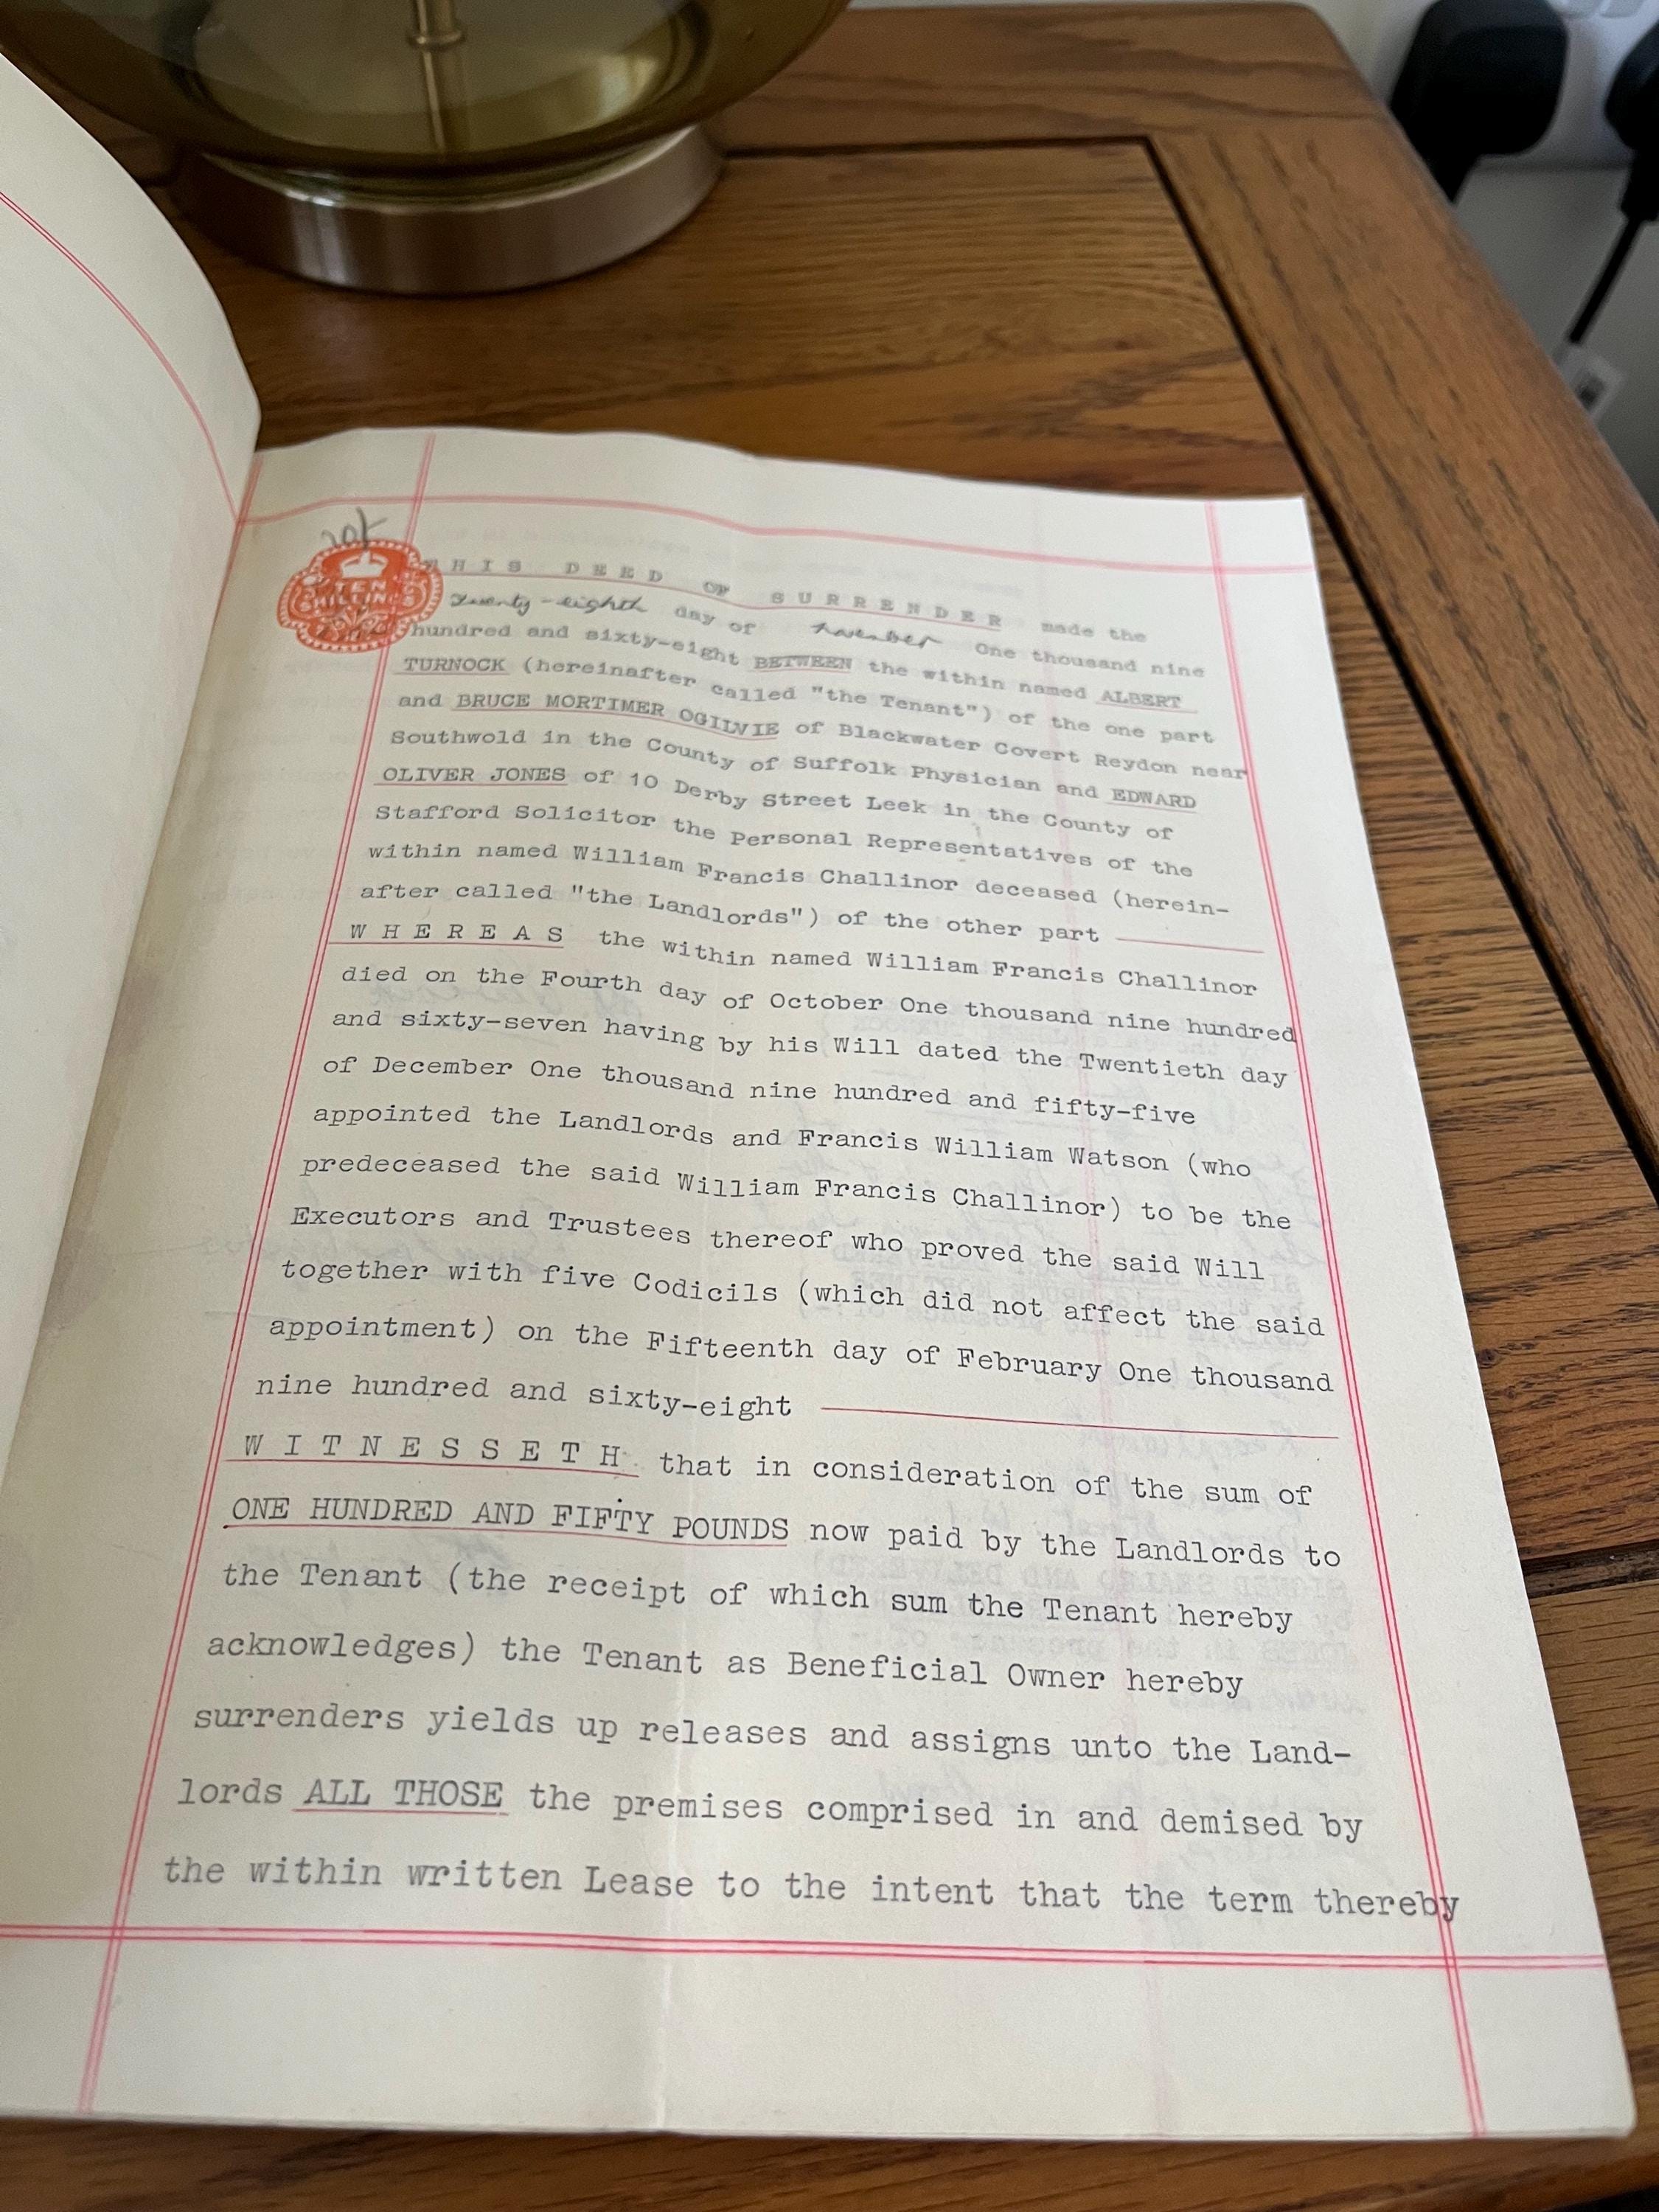 10/-
TEN
SHILLINGS
THIS DEED OF SURRENDER made the
Twenty-eighth day of November One thousand nine
hundred and sixty-eight BETWEEN the within named ALBERT
TURNOCK (hereinafter called "the Tenant") of the one part
and BRUCE MORTIMER OGILVIE of Blackwater Covert Reydon near
Southwold in the County of Suffolk Physician and EDWARD
OLIVER JONES of 10 Derby Street Leek in the County of
Stafford Solicitor the Personal Representatives of the
within named William Francis Challinor deceased (herein-
after called "the Landlords") of the other part
WHEREAS the within named William Francis Challinor
died on the Fourth day of October One thousand nine hundred
and sixty-seven having by his Will dated the Twentieth day
of December One thousand nine hundred and fifty-five
appointed the Landlords and Francis William Watson (who
predeceased the said William Francis Challinor) to be the
Executors and Trustees thereof who proved the said Will
together with five Codicils (which did not affect the said
appointment) on the Fifteenth day of February One thousand
nine hundred and sixty-eight
WITNESSETH that in consideration of the sum of
ONE HUNDRED AND FIFTY POUNDS now paid by the Landlords to
the Tenant (the receipt of which sum the Tenant hereby
acknowledges) the Tenant as Beneficial Owner hereby
surrenders yields up releases and assigns unto the Land-
lords ALL THOSE the premises comprised in and demised by
the within written Lease to the intent that the term thereby